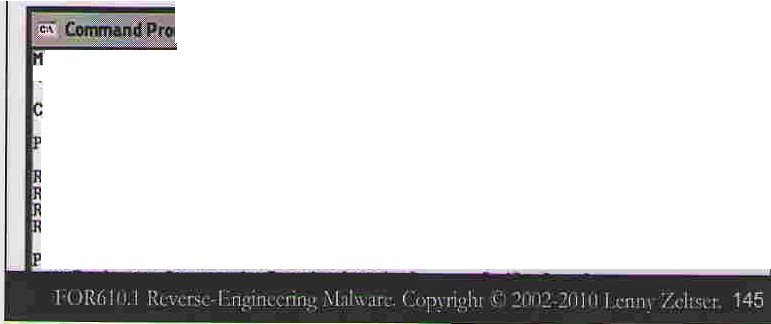 Command Pro
M
C
P
R
R
R
R
P
FOR610.1 Reverse-Engineering Malware. Copyright © 2002-2010 Lenny Zeltser. 145